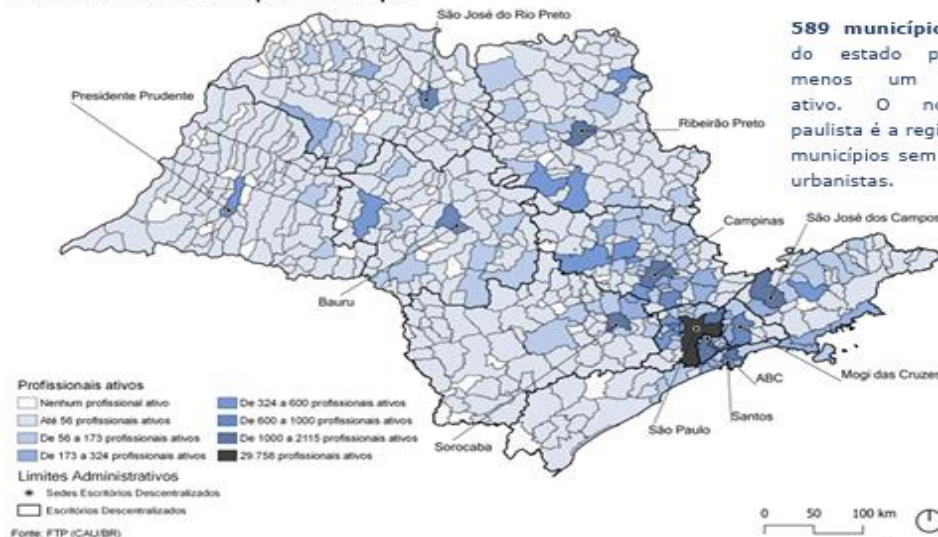 São José do Rio Preto
589 município
do estado p
menos um
ativo. O no
paulista é a regi
municípios sem
urbanistas.
Presidente Prudente
Ribeirão Preto
Campinas
São José dos Campos
Bauru
Mogi das Cruzes
ABC
Santos
São Paulo
Sorocaba
Profissionais ativos
Nenhum profissional ativo
Até 56 profissionais ativos
De 56 a 173 profissionais ativos
De 173 a 324 profissionais ativos
De 324 a 600 profissionais ativos
De 600 a 1000 profissionais ativos
De 1000 a 2115 profissionais ativos
29.758 profissionais ativos
Limites Administrativos
Sedes Escritórios Descentralizados
Escritórios Descentralizados
Fonte: FTP (CAU/BR)
0 50 100 km